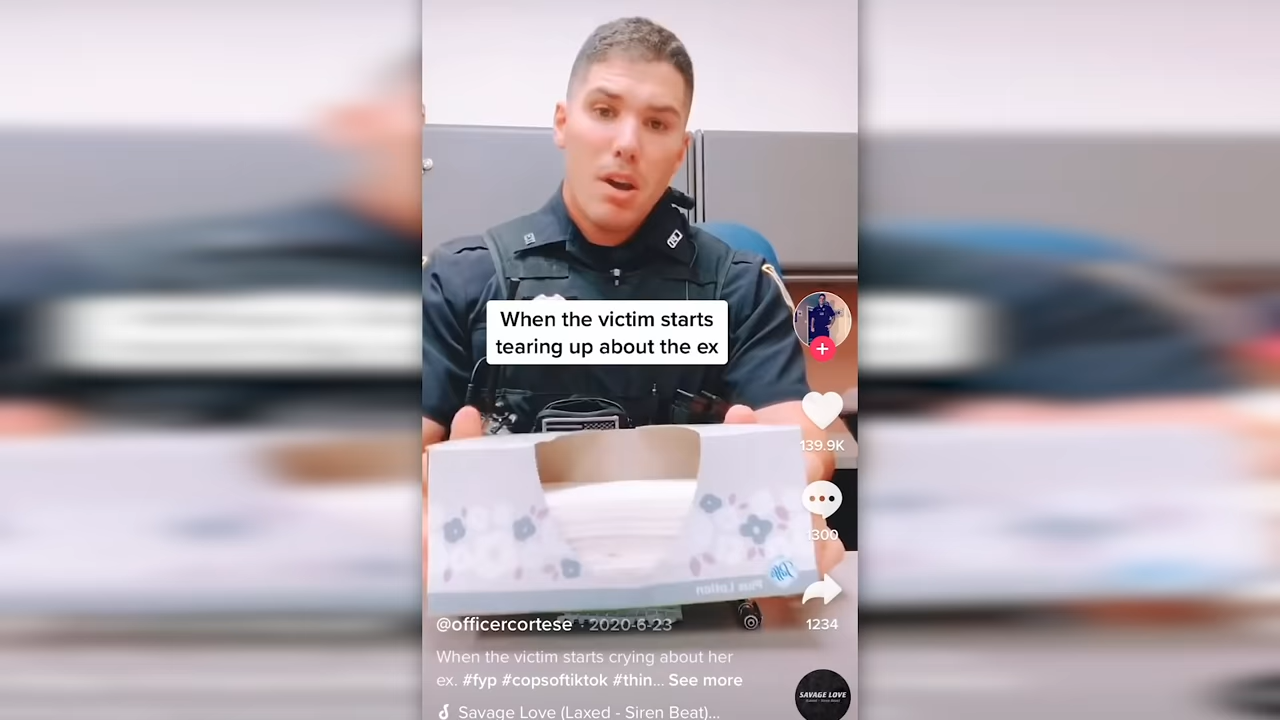 When the victim starts
tearing up about the ex
139.9K
1300
Puffs
Plus Lotion
1234
@officercortese · 2020-6-23
When the victim starts crying about her
ex. #fyp #copsoftiktok #thin... See more
Savage Love (Laxed - Siren Beat)...
SAVAGE LOVE